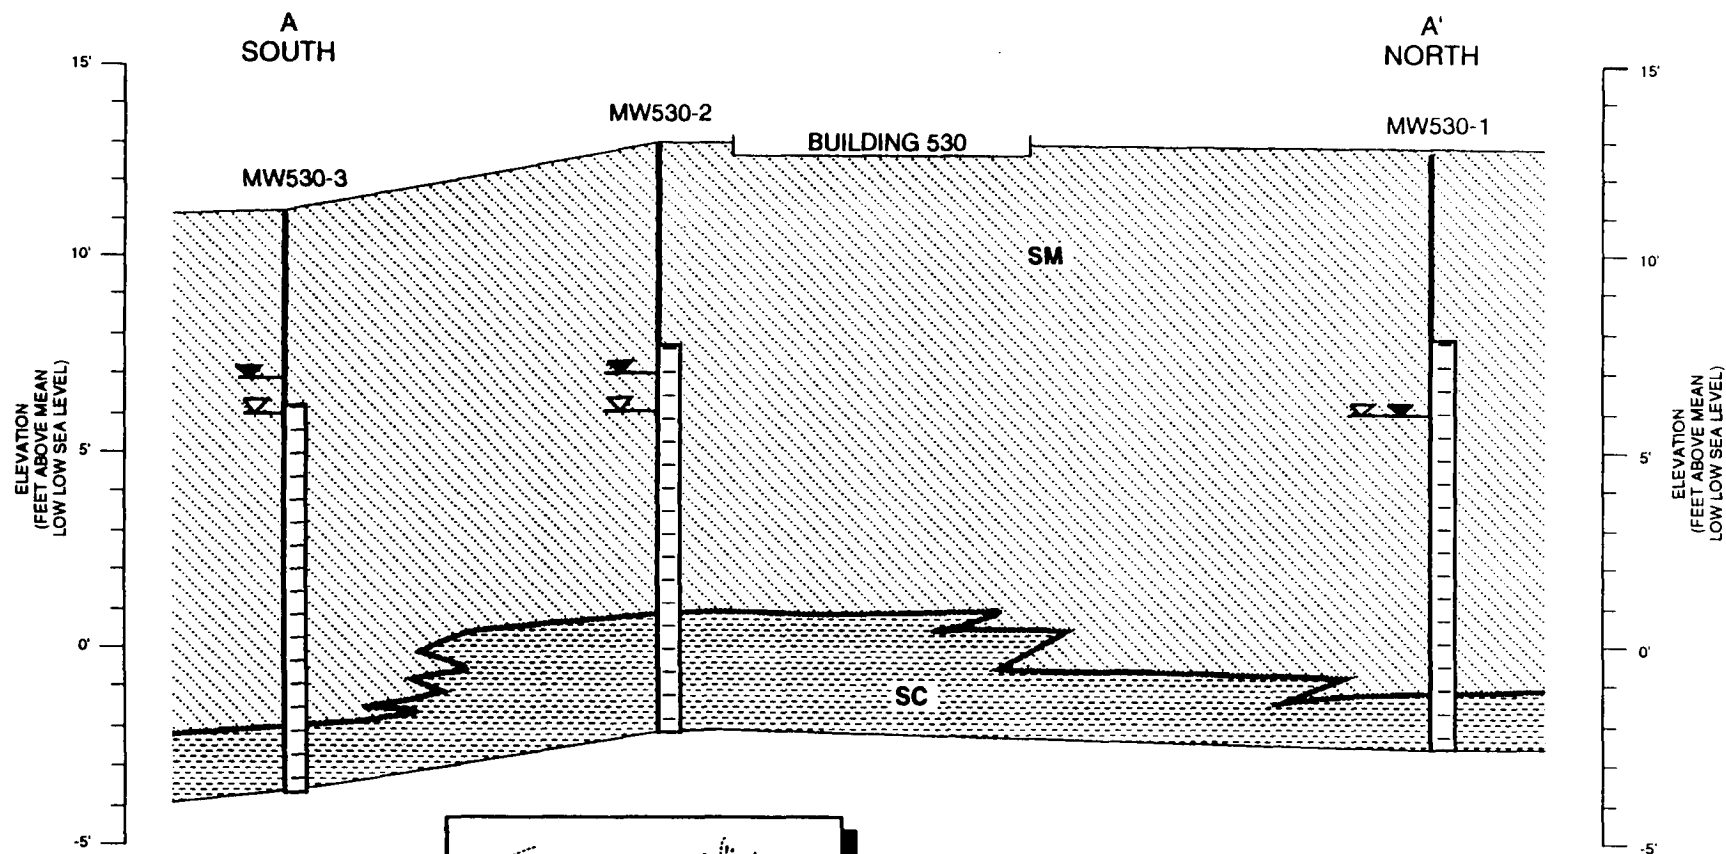 A
SOUTH
A'
NORTH
15'
15'
MW530-2
MW530-1
BUILDING 530
MW530-3
10'
SM
10'
ELEVATION
(FEET ABOVE MEAN
LOW LOW SEA LEVEL)
ELEVATION
(FEET ABOVE MEAN
LOW LOW SEA LEVEL)
5'
5'
0'
0'
SC
-5'
-5'